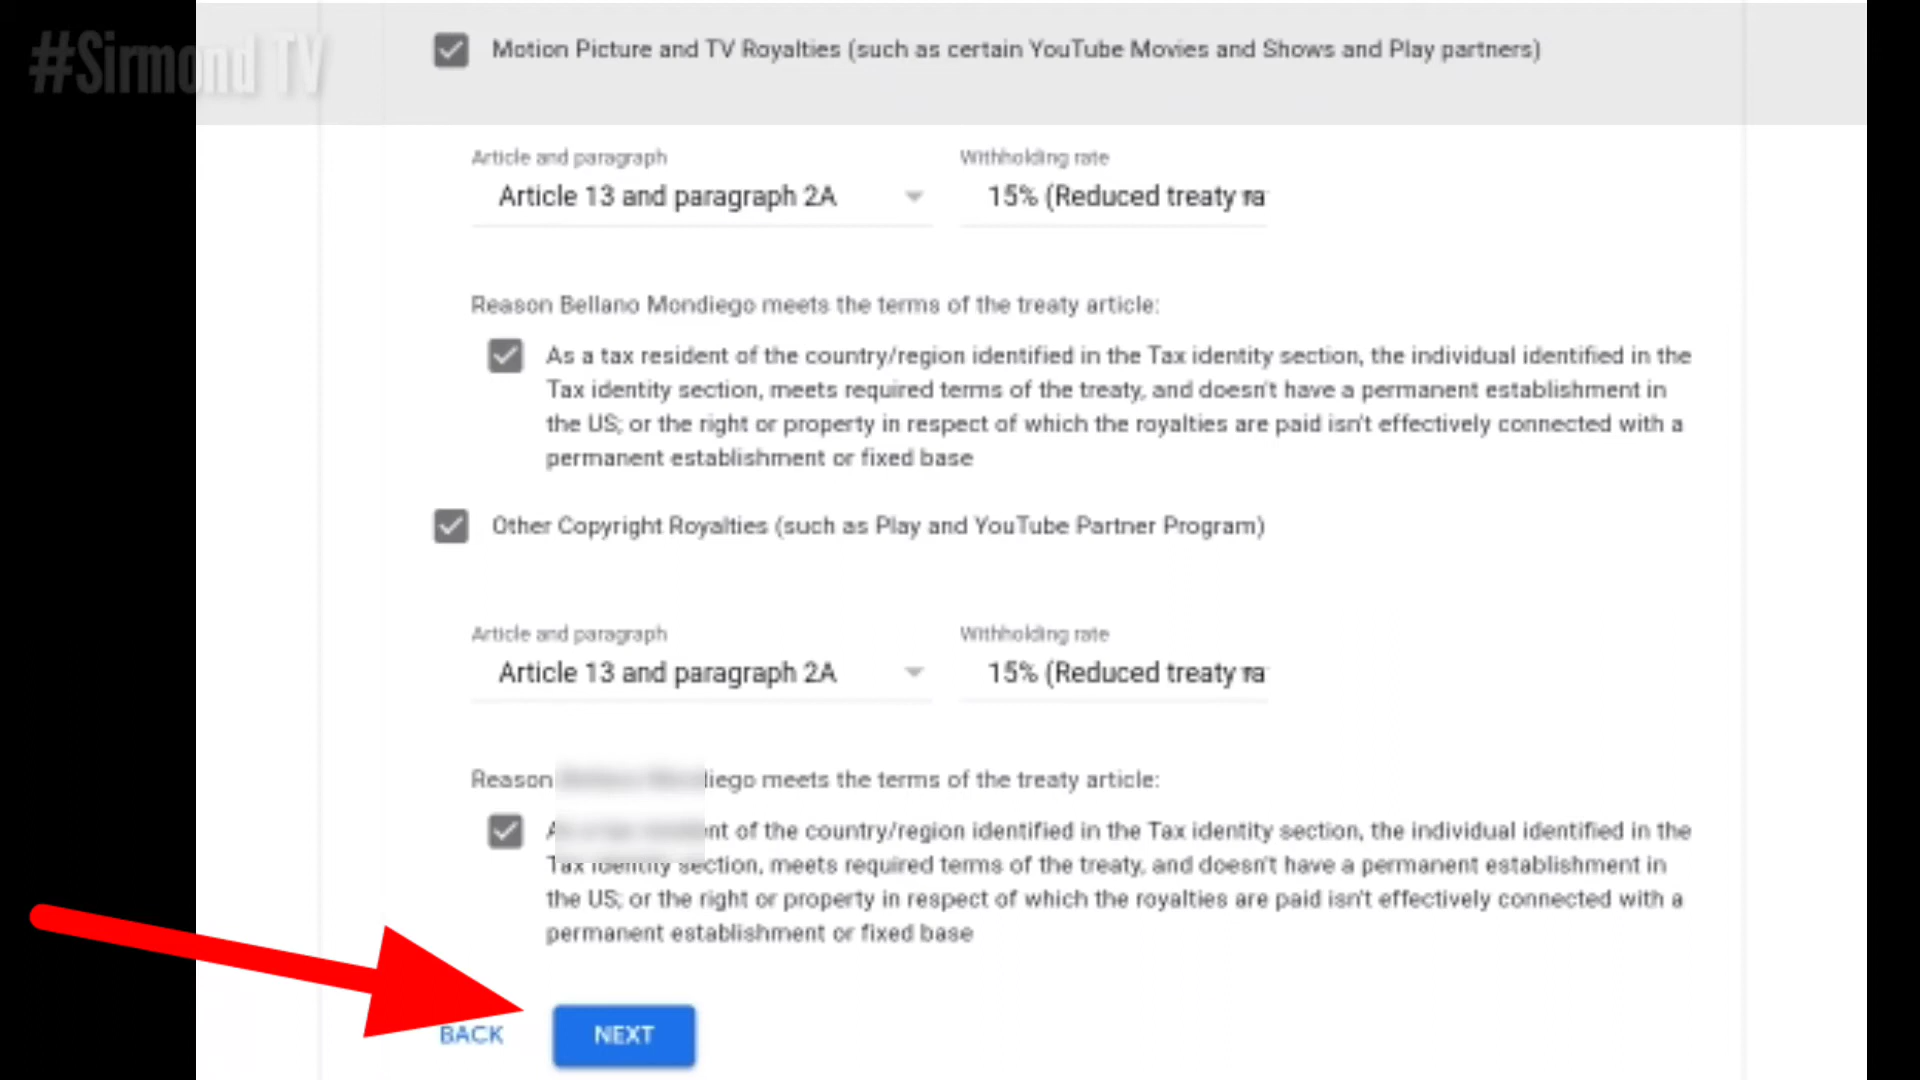 #Sirmond TV
Motion Picture and TV Royalties (such as certain YouTube Movies and Shows and Play partners)
Article and paragraph Withholding rate
Article 13 and paragraph 2A 15% (Reduced treaty ra
Reason Bellano Mondiego meets the terms of the treaty article:
As a tax resident of the country/region identified in the Tax identity section, the individual identified in the
Tax identity section, meets required terms of the treaty, and doesn't have a permanent establishment in
the US; or the right or property in respect of which the royalties are paid isn't effectively connected with a
permanent establishment or fixed base
Other Copyright Royalties (such as Play and YouTube Partner Program)
Article and paragraph Withholding rate
Article 13 and paragraph 2A 15% (Reduced treaty ra
Reason diego meets the terms of the treaty article:
nt of the country/region identified in the Tax identity section, the individual identified in the
Tax identity section, meets required terms of the treaty, and doesn't have a permanent establishment in
the US; or the right or property in respect of which the royalties are paid isn't effectively connected with a
permanent establishment or fixed base
BACK NEXT